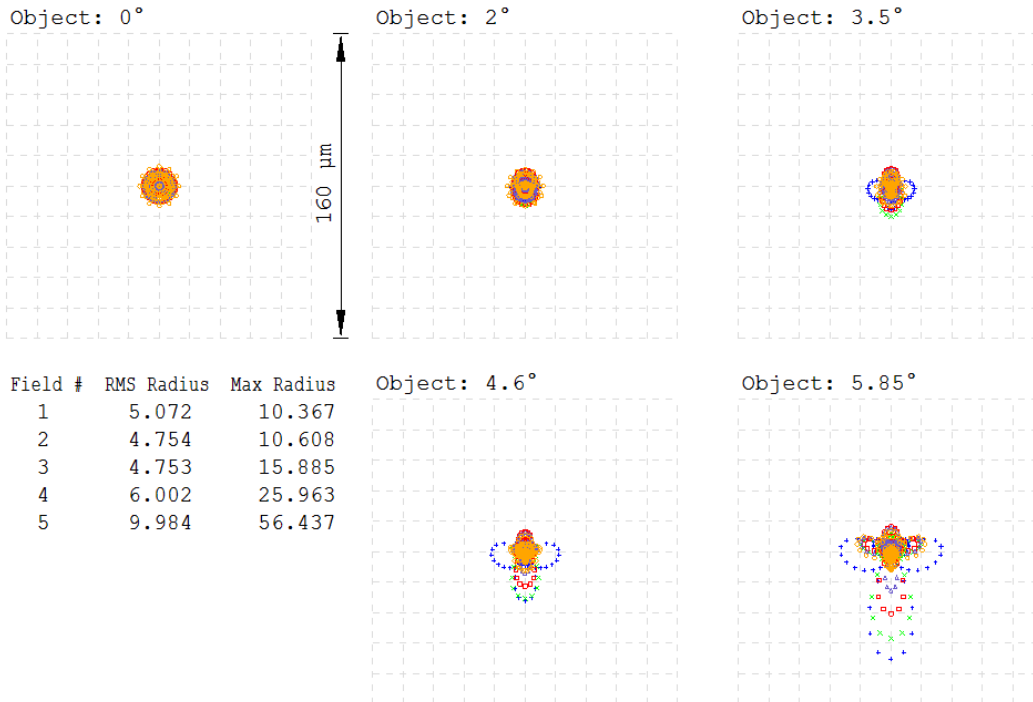 Object: 0°
Object: 2°
Object: 3.5°
160 µm
Field # RMS Radius Max Radius
1 5.072 10.367
2 4.754 10.608
3 4.753 15.885
4 6.002 25.963
5 9.984 56.437
Object: 4.6°
Object: 5.85°